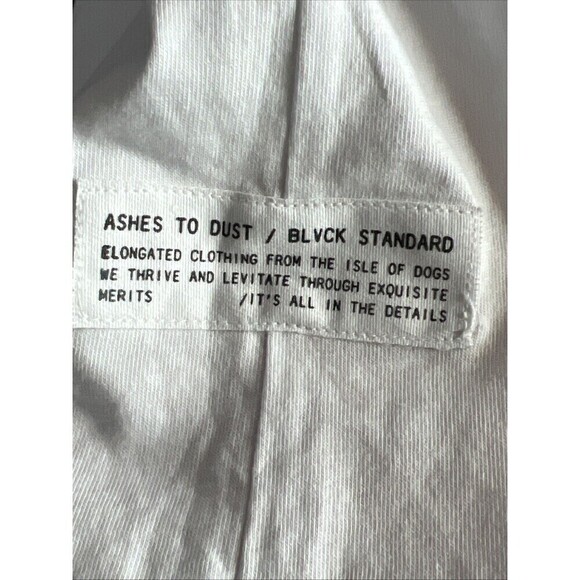 ASHES TO DUST / BLVCK STANDARD
ELONGATED CLOTHING FROM THE ISLE OF DOGS
WE THRIVE AND LEVITATE THROUGH EXQUISITE
MERITS /IT'S ALL IN THE DETAILS